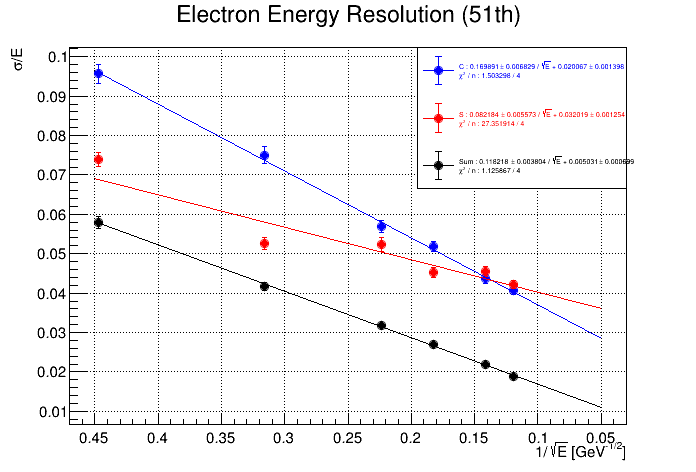 Electron Energy Resolution (51th)
σ/E
0.1
0.09
0.08
0.07
0.06
0.05
0.04
0.03
0.02
0.01
C : 0.169891 ± 0.006829 / √E + 0.020067 ± 0.001398
χ² / n : 1.503298 / 4
S : 0.082184 ± 0.005573 / √E + 0.032019 ± 0.001254
χ² / n : 27.351914 / 4
Sum : 0.118218 ± 0.003804 / √E + 0.005031 ± 0.000699
χ² / n : 1.125867 / 4
0.45 0.4 0.35 0.3 0.25 0.2 0.15 0.1 0.05
1/√E [GeV^-1/2]